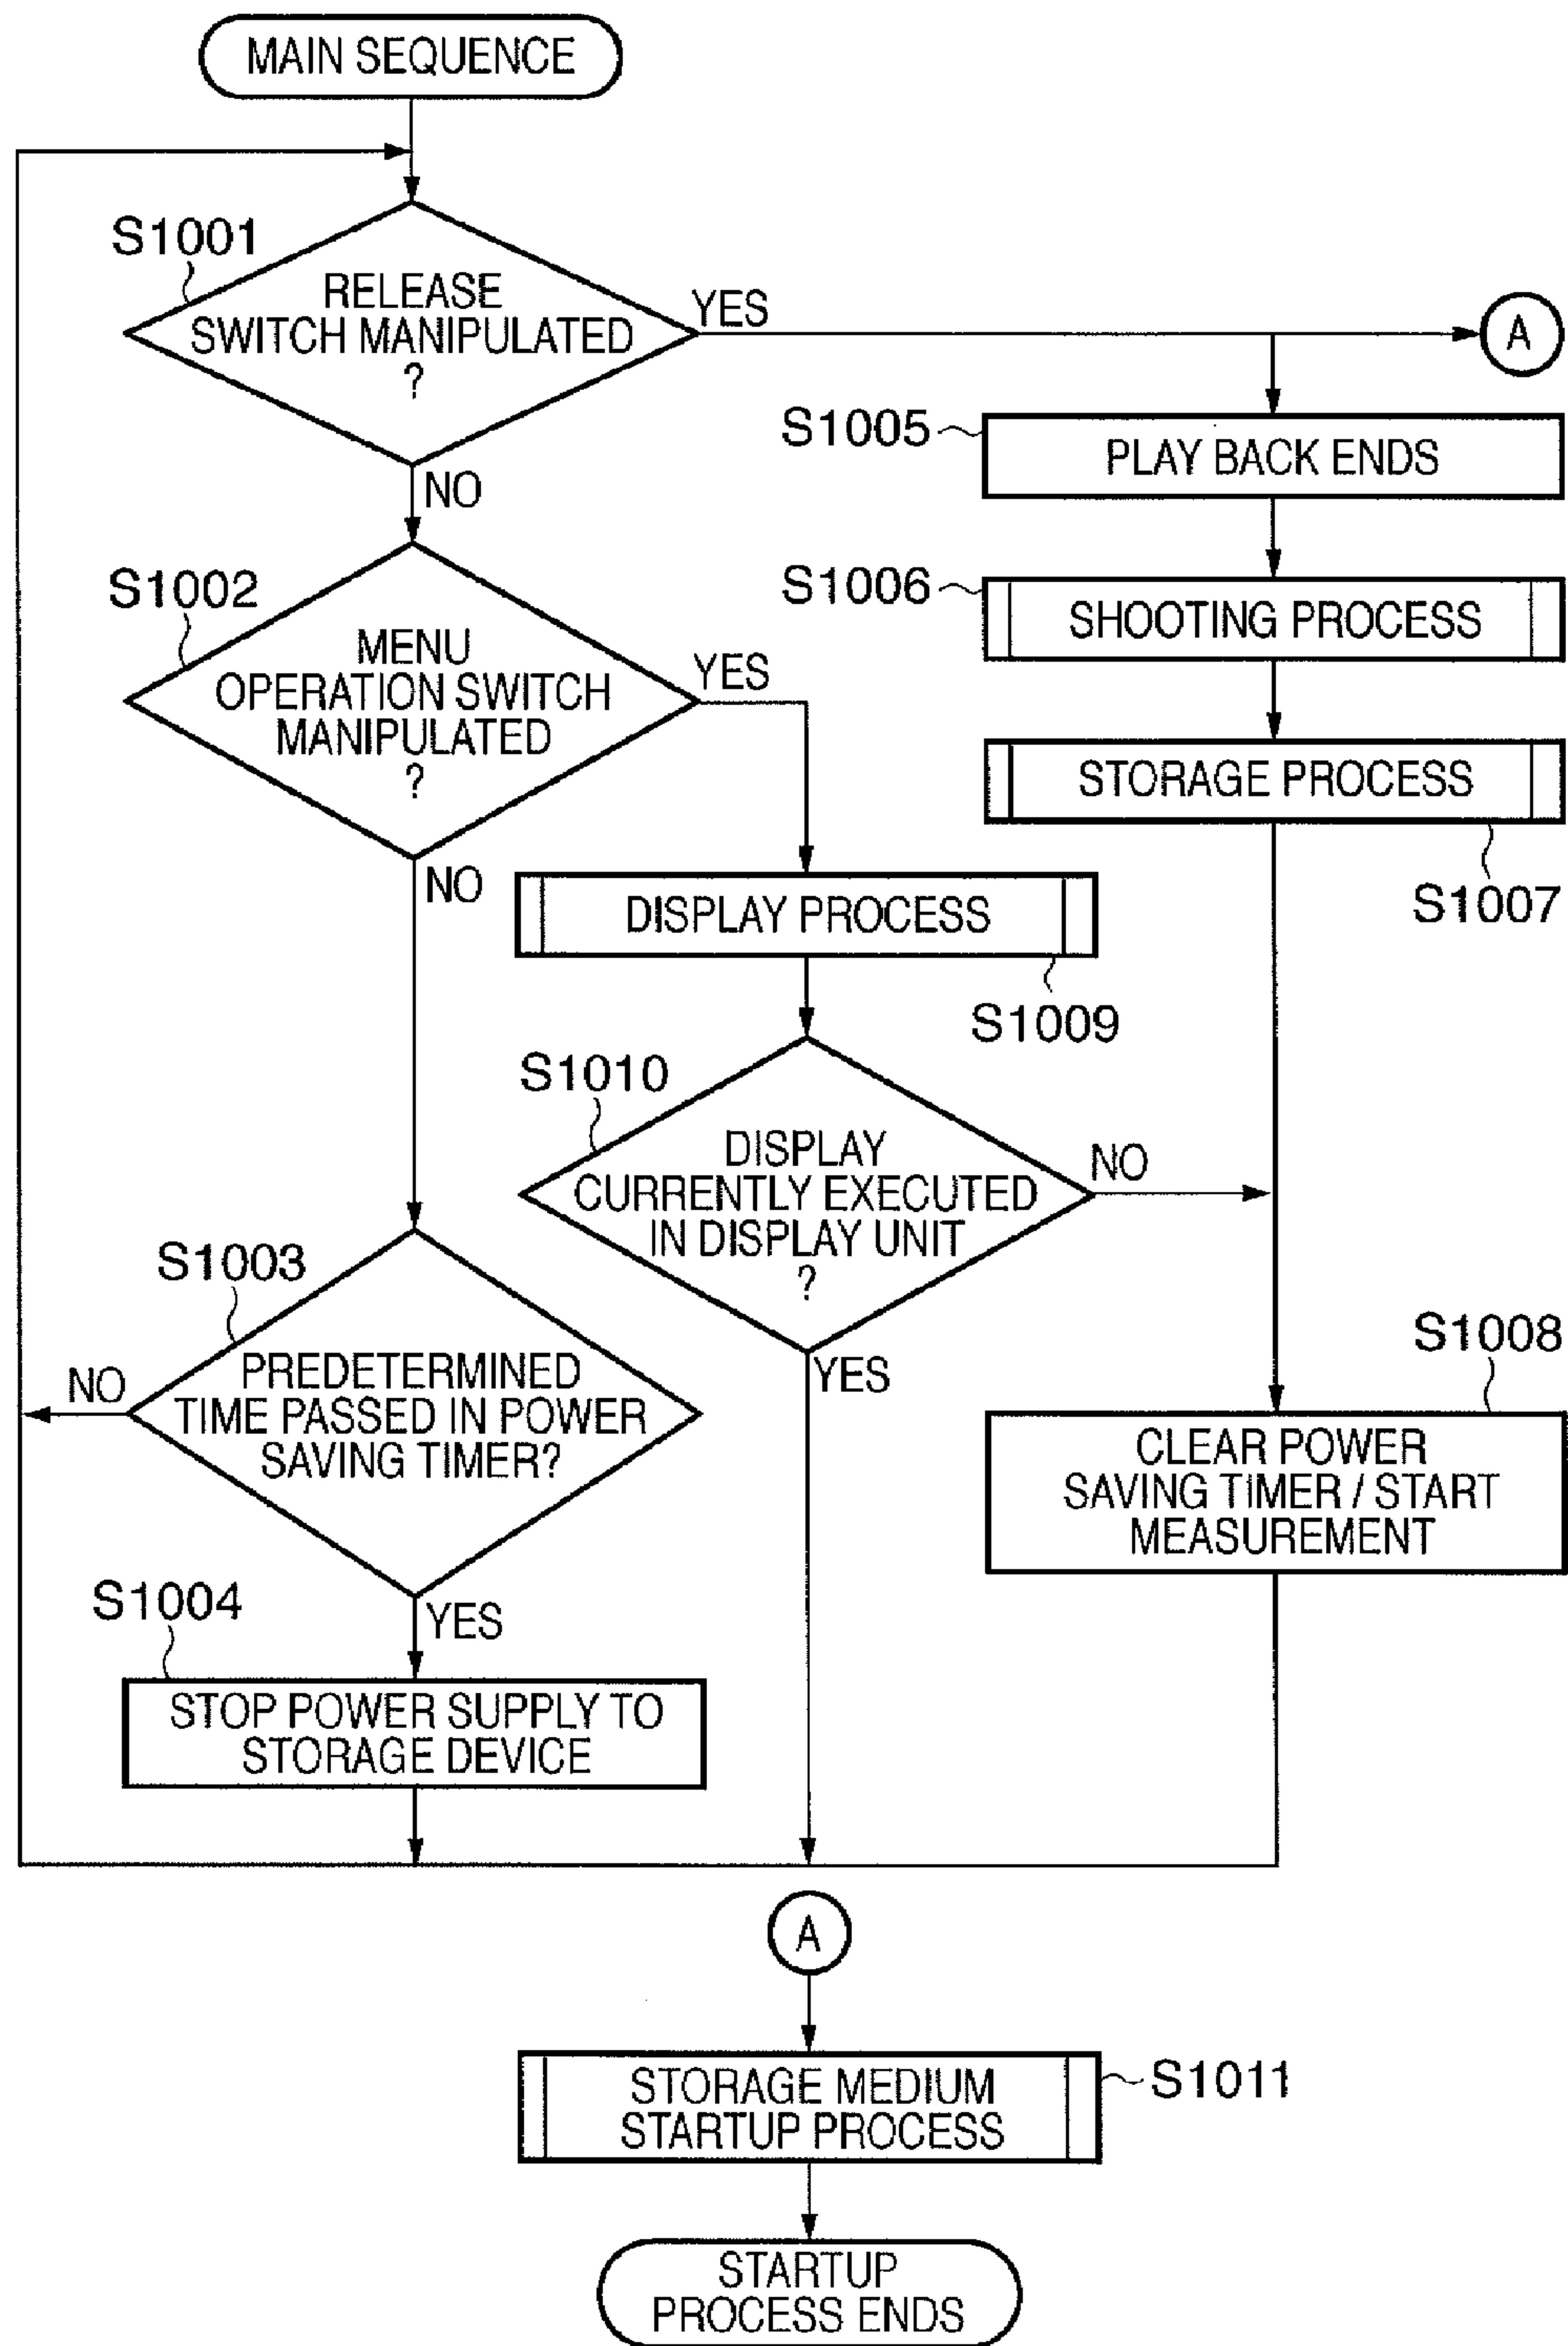 MAIN SEQUENCE
S1001
RELEASE
SWITCH MANIPULATED
?
YES
A
NO
S1005
PLAY BACK ENDS
S1002
MENU
OPERATION SWITCH
MANIPULATED
?
YES
NO
S1006
SHOOTING PROCESS
STORAGE PROCESS
S1007
DISPLAY PROCESS
S1009
S1010
DISPLAY
CURRENTLY EXECUTED
IN DISPLAY UNIT
?
NO
YES
S1003
PREDETERMINED
TIME PASSED IN POWER
SAVING TIMER?
NO
YES
S1008
CLEAR POWER
SAVING TIMER / START
MEASUREMENT
S1004
STOP POWER SUPPLY TO
STORAGE DEVICE
A
STORAGE MEDIUM
STARTUP PROCESS
S1011
STARTUP
PROCESS ENDS